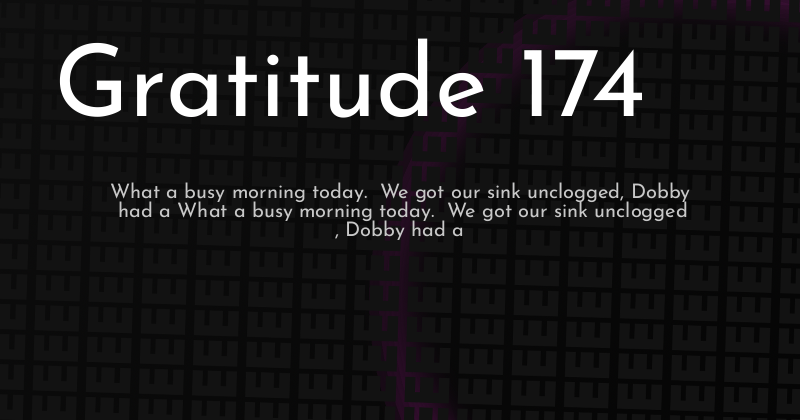 Gratitude 174
What a busy morning today.  We got our sink unclogged, Dobby
had a What a busy morning today.  We got our sink unclogged
, Dobby had a